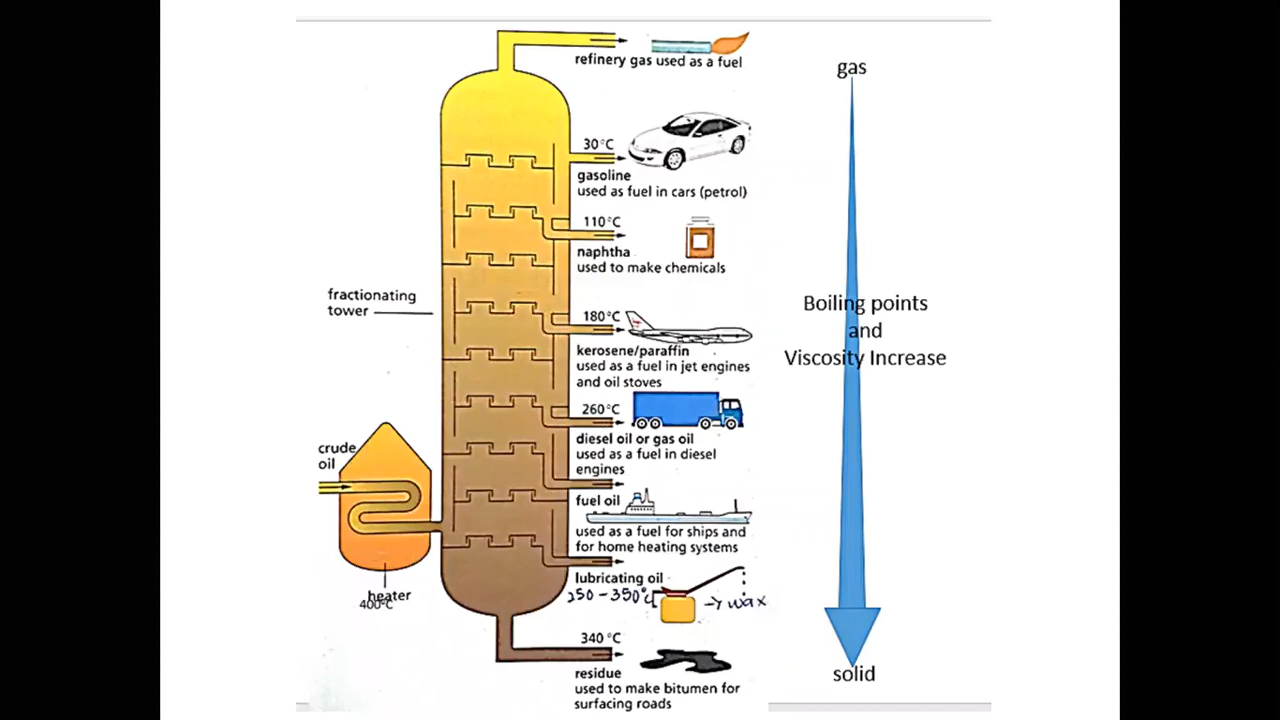 refinery gas used as a fuel
30°C
gasoline
used as fuel in cars (petrol)
110°C
naphtha
used to make chemicals
fractionating
tower
180°C
kerosene/paraffin
used as a fuel in jet engines
and oil stoves
260°C
diesel oil or gas oil
used as a fuel in diesel
engines
crude
oil
fuel oil
used as a fuel for ships and
for home heating systems
heater
400°C
lubricating oil
250-350°C
→ wax
340 °C
residue
used to make bitumen for
surfacing roads
gas
Boiling points
and
Viscosity Increase
solid